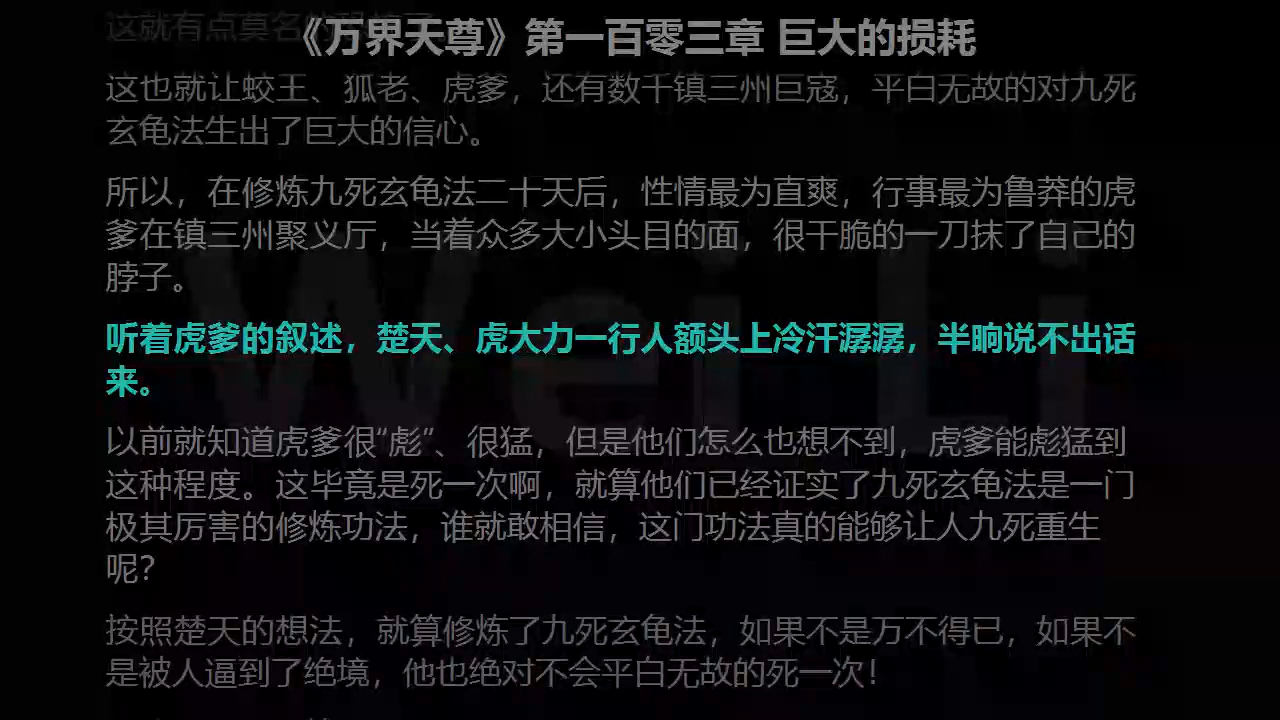 这就有点莫名
《万界天尊》第一百零三章 巨大的损耗
这也就让蛟王、狐老、虎爹，还有数千镇三州巨寇，平白无故的对九死
玄龟法生出了巨大的信心。
所以，在修炼九死玄龟法二十天后，性情最为直爽，行事最为鲁莽的虎
爹在镇三州聚义厅，当着众多大小头目的面，很干脆的一刀抹了自己的
脖子。
听着虎爹的叙述，楚天、虎大力一行人额头上冷汗潺潺，半晌说不出话
来。
以前就知道虎爹很“彪”、很猛，但是他们怎么也想不到，虎爹能彪猛到
这种程度。这毕竟是死一次啊，就算他们已经证实了九死玄龟法是一门
极其厉害的修炼功法，谁就敢相信，这门功法真的能够让人九死重生
呢？
按照楚天的想法，就算修炼了九死玄龟法，如果不是万不得已，如果不
是被人逼到了绝境，他也绝对不会平白无故的死一次！
Wei Li